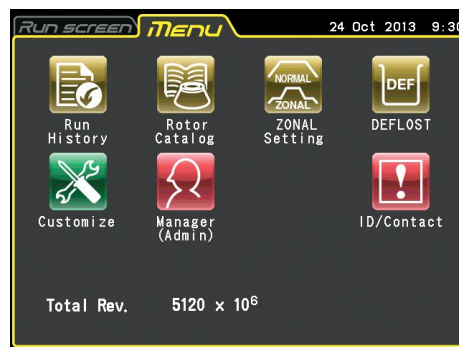 Run screen Menu 24 Oct 2013 9:30
NORMAL
ZONAL
DEF
Run Rotor ZONAL DEFLOST
History Catalog Setting
Customize Manager ID/Contact
(Admin)
Total Rev. 5120 × 10⁶